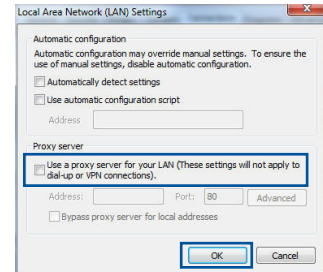 Local Area Network (LAN) Settings
Automatic configuration
Automatic configuration may override manual settings. To ensure the
use of manual settings, disable automatic configuration.
Automatically detect settings
Use automatic configuration script
Address
Proxy server
Use a proxy server for your LAN (These settings will not apply to
dial-up or VPN connections).
Address: Port: 80 Advanced
Bypass proxy server for local addresses
OK Cancel